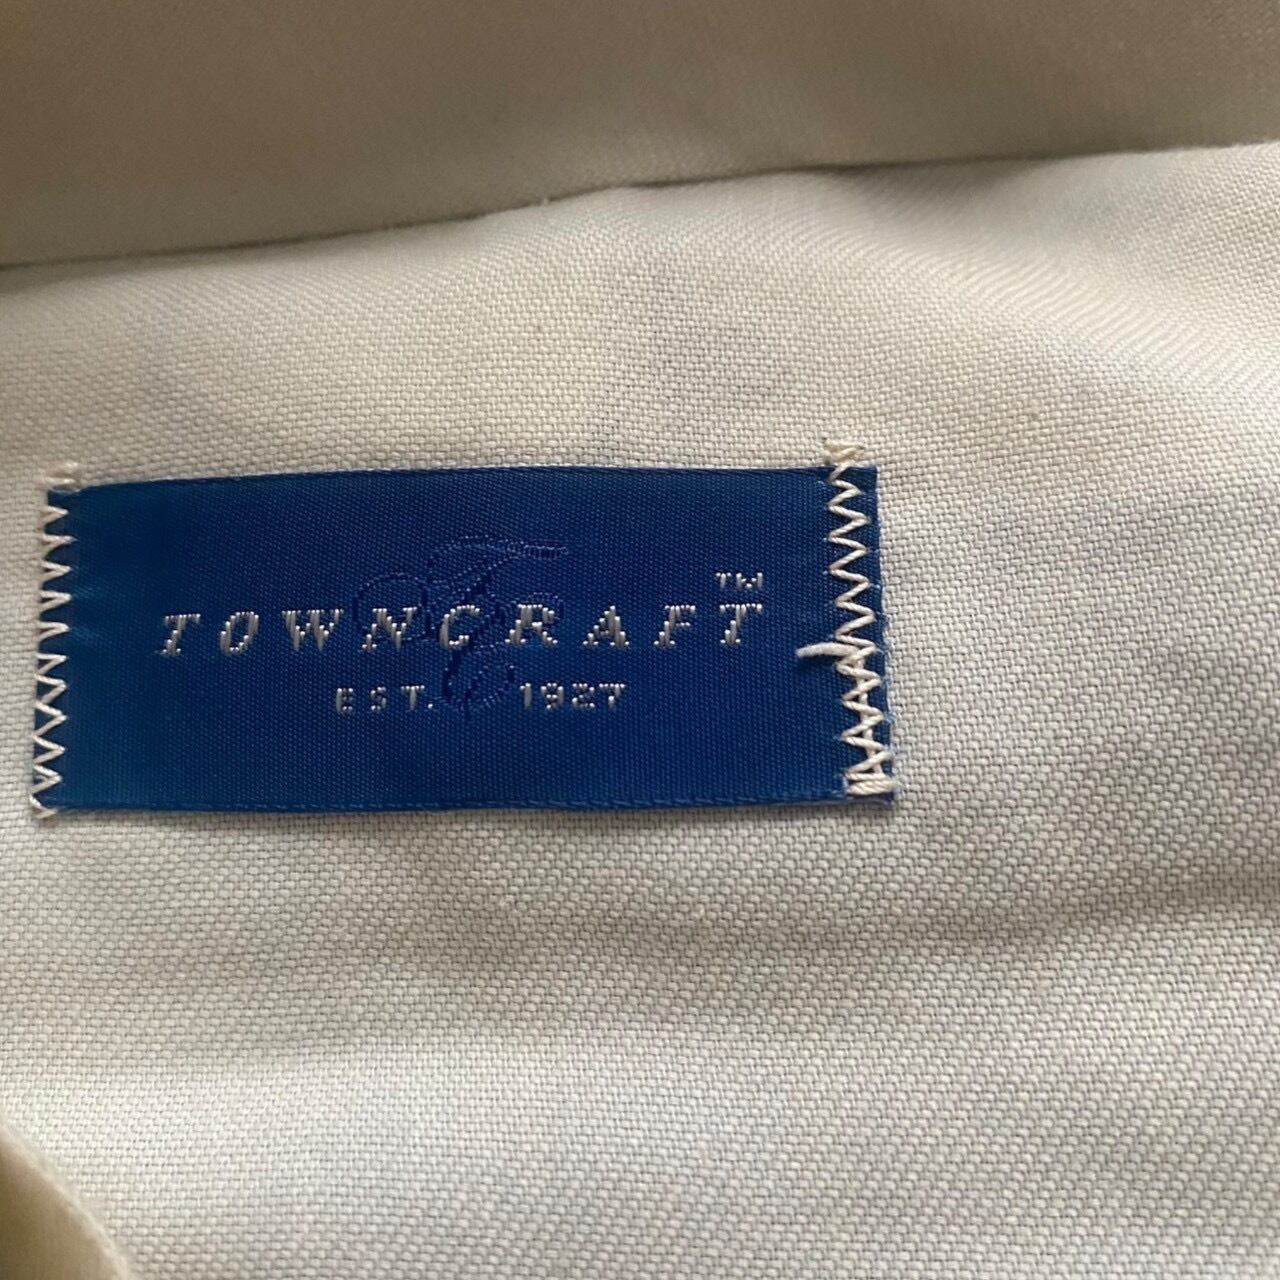 TOWNCRAFT™
EST. 1927